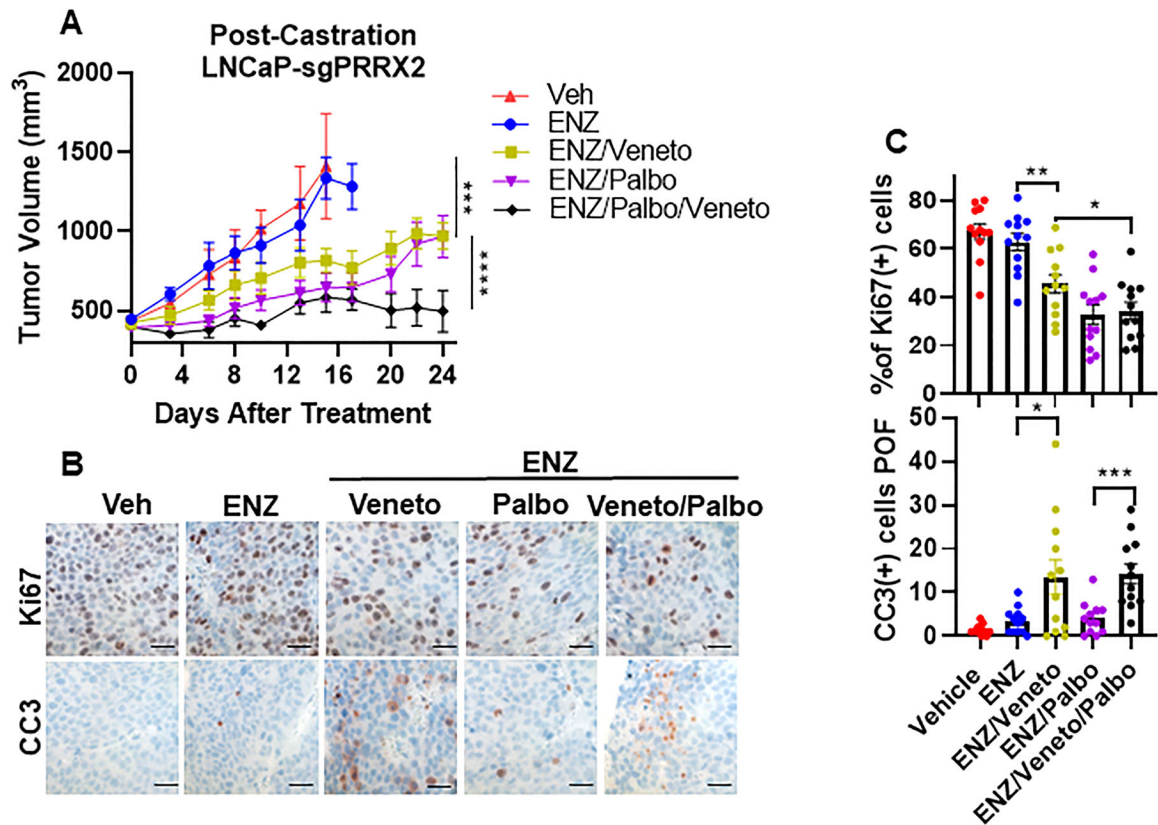 A
Post-Castration
LNCaP-sgPRRX2
Tumor Volume (mm³)
2000
1500
1000
500
0 4 8 12 16 20 24
Days After Treatment
Veh
ENZ
ENZ/Veneto
ENZ/Palbo
ENZ/Palbo/Veneto
***
****
B
ENZ
Veh ENZ Veneto Palbo Veneto/Palbo
Ki67
CC3
C
%of Ki67(+) cells
80
60
40
20
0
**
*
CC3(+) cells POF
50
40
30
20
10
0
*
***
Vehicle
ENZ
ENZ/Veneto
ENZ/Palbo
ENZ/Veneto/Palbo